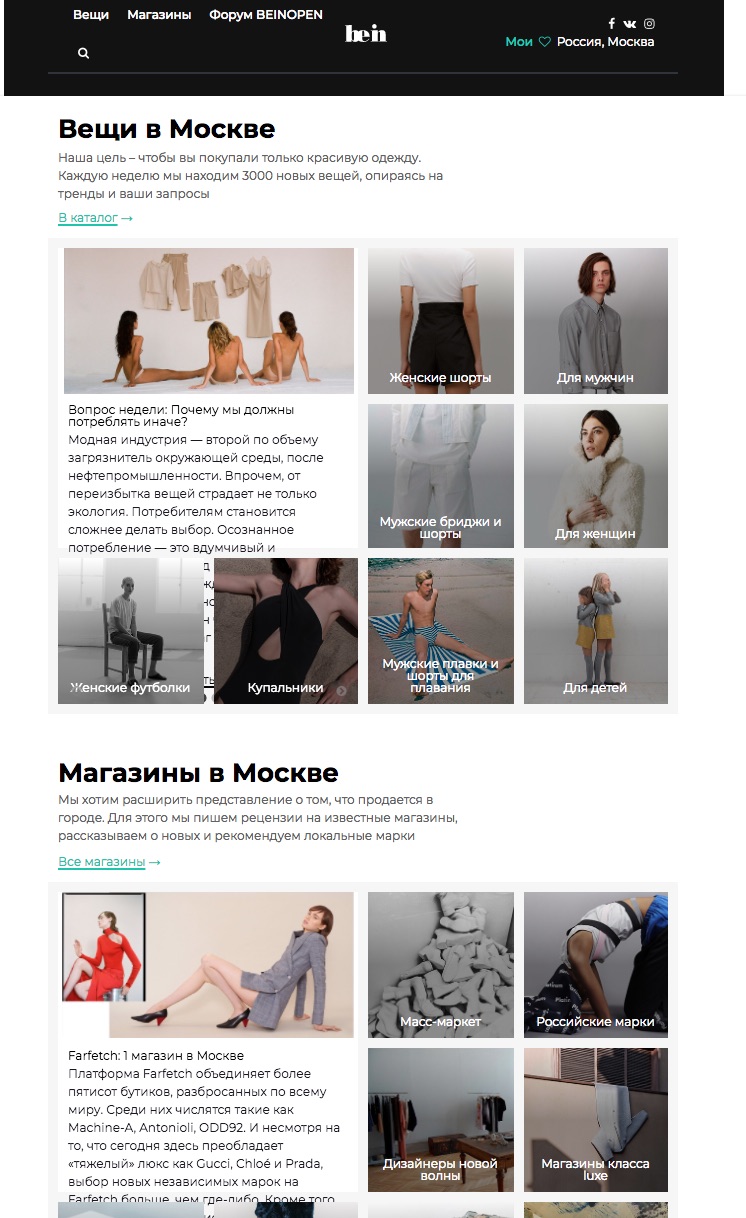 Вещи Магазины Форум BEINOPEN
bein
Мои Россия, Москва
Вещи в Москве
Наша цель – чтобы вы покупали только красивую одежду.
Каждую неделю мы находим 3000 новых вещей, опираясь на
тренды и ваши запросы
В каталог →
Женские шорты
Для мужчин
Вопрос недели: Почему мы должны
потреблять иначе?
Модная индустрия — второй по объему
загрязнитель окружающей среды, после
нефтепромышленности. Впрочем, от
переизбытка вещей страдает не только
экология. Потребителям становится
сложнее делать выбор. Осознанное
потребление — это вдумчивый и
Мужские бриджи и
шорты
Для женщин
Женские футболки
Купальники
Мужские плавки и
шорты для
плавания
Для детей
Магазины в Москве
Мы хотим расширить представление о том, что продается в
городе. Для этого мы пишем рецензии на известные магазины,
рассказываем о новых и рекомендуем локальные марки
Все магазины →
Масс-маркет
Российские марки
Farfetch: 1 магазин в Москве
Платформа Farfetch объединяет более
пятисот бутиков, разбросанных по всему
миру. Среди них числятся такие как
Machine-A, Antonioli, ODD92. И несмотря на
то, что сегодня здесь преобладает
«тяжелый» люкс как Gucci, Chloé и Prada,
выбор новых независимых марок на
Farfetch больше, чем где-либо. Кроме того,
Дизайнеры новой
волны
Магазины класса
luxe